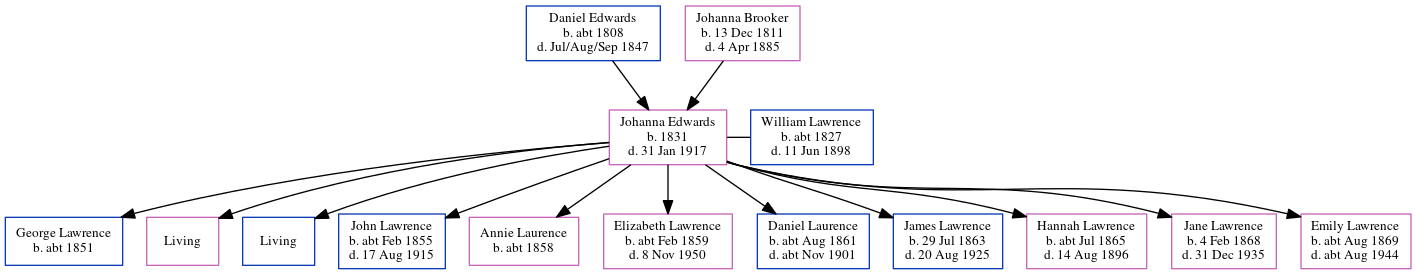 Daniel Edwards
b. abt 1808
d. Jul/Aug/Sep 1847
Johanna Brooker
b. 13 Dec 1811
d. 4 Apr 1885
Johanna Edwards
b. 1831
d. 31 Jan 1917
William Lawrence
b. abt 1827
d. 11 Jun 1898
George Lawrence
b. abt 1851
Living
Living
John Lawrence
b. abt Feb 1855
d. 17 Aug 1915
Annie Laurence
b. abt 1858
Elizabeth Lawrence
b. abt Feb 1859
d. 8 Nov 1950
Daniel Laurence
b. abt Aug 1861
d. abt Nov 1901
James Lawrence
b. 29 Jul 1863
d. 20 Aug 1925
Hannah Lawrence
b. abt Jul 1865
d. 14 Aug 1896
Jane Lawrence
b. 4 Feb 1868
d. 31 Dec 1935
Emily Lawrence
b. abt Aug 1869
d. abt Aug 1944